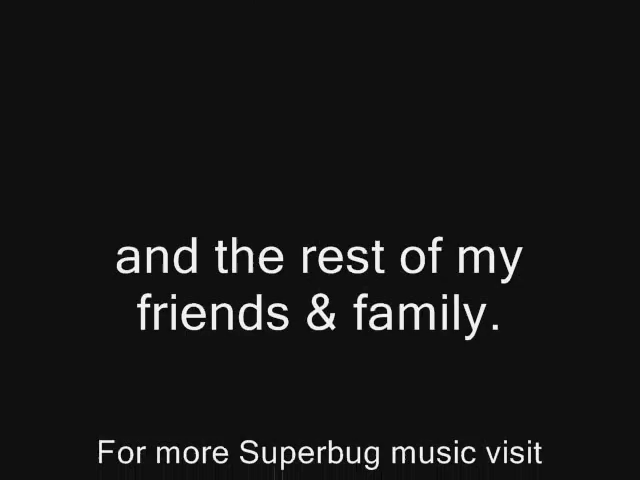 and the rest of my
friends & family.
For more Superbug music visit